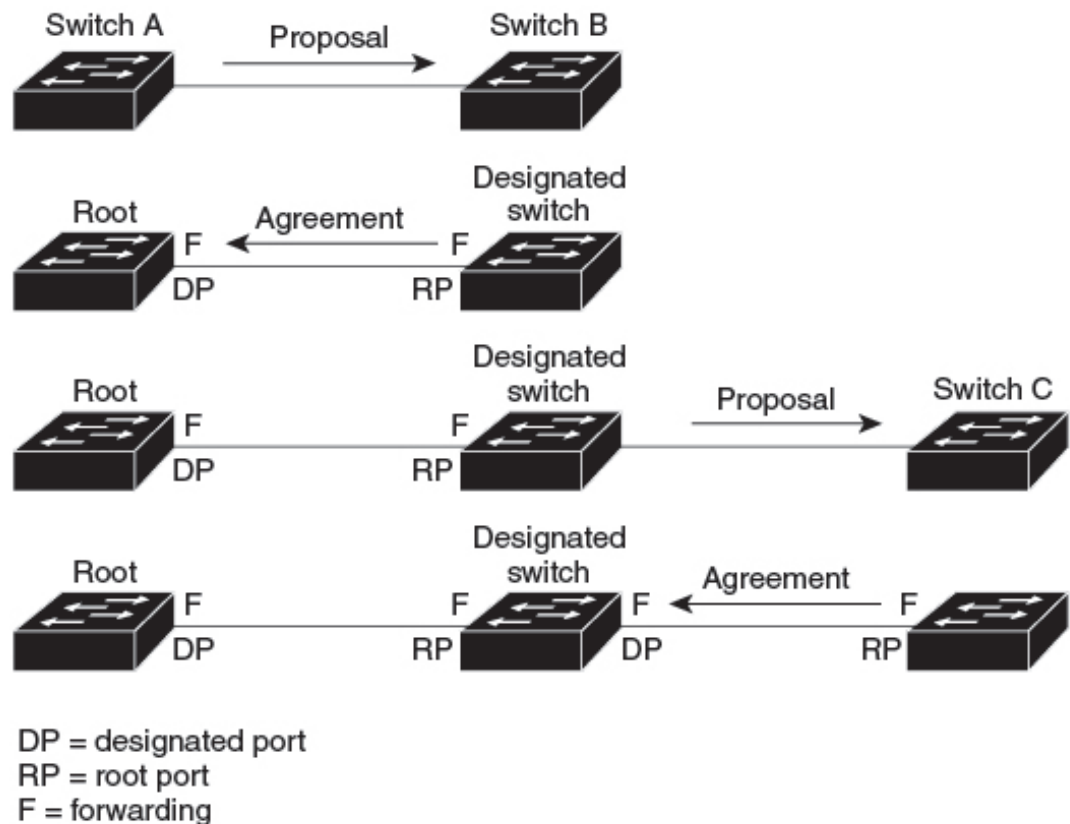 Switch A
Proposal
Switch B
Designated
switch
Root
Agreement
F
F
DP
RP
Designated
switch
Root
Proposal
Switch C
F
F
DP
RP
Designated
switch
Root
Agreement
F
F
F
F
DP
RP
DP
RP
DP = designated port
RP = root port
F = forwarding